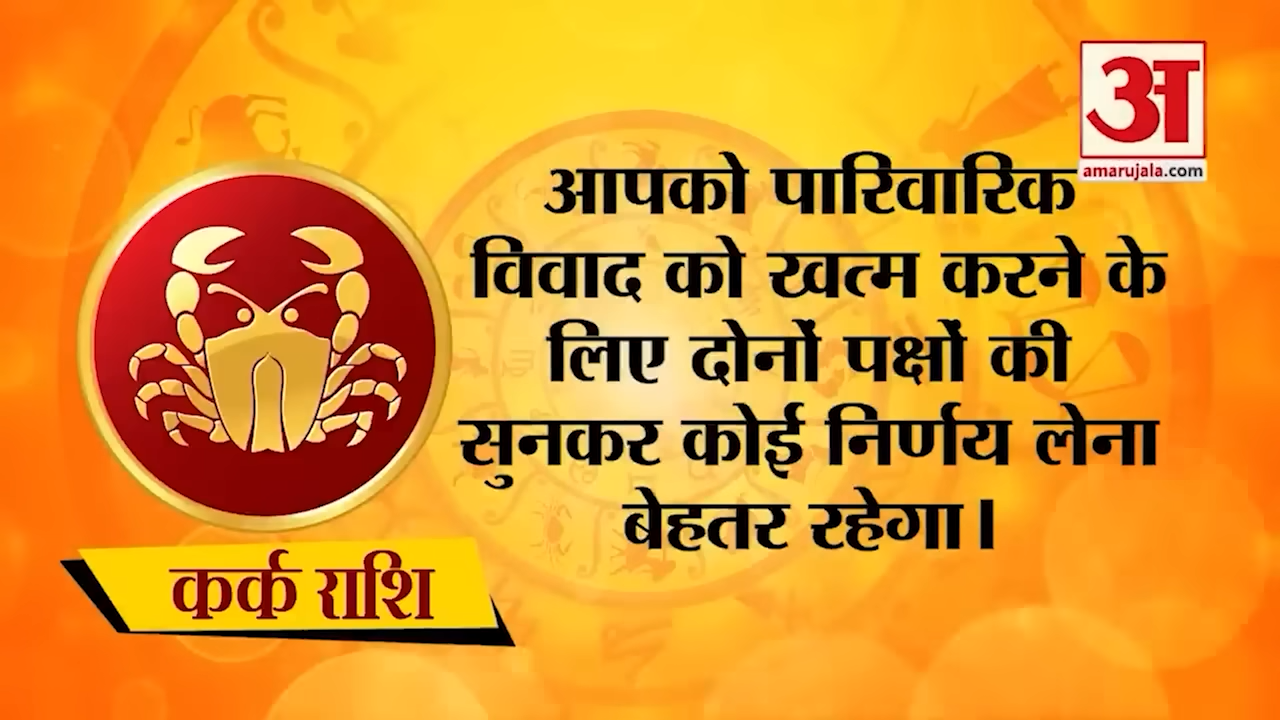 अ
amarujala.com
आपको पारिवारिक
विवाद को खत्म करने के
लिए दोनों पक्षों की
सुनकर कोई निर्णय लेना
बेहतर रहेगा।
कर्क राशि